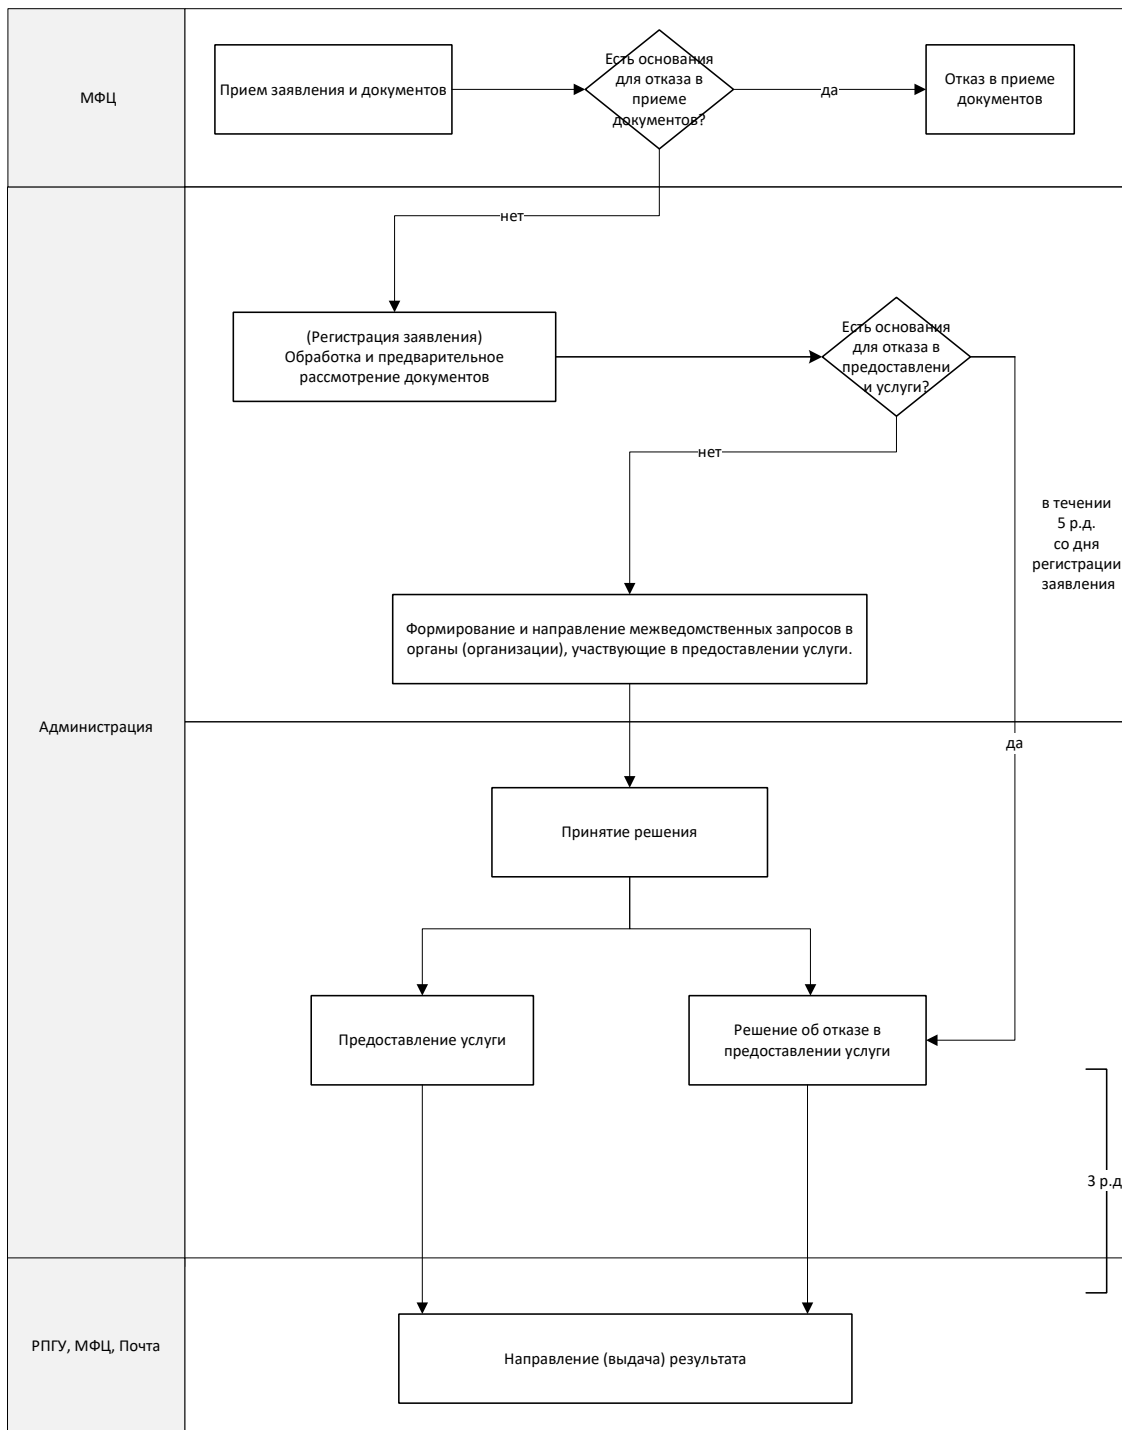 МФЦ
Прием заявления и документов
Есть основания
для отказа в
приеме
документов?
да
Отказ в приеме
документов
нет
(Регистрация заявления)
Обработка и предварительное
рассмотрение документов
Есть основания
для отказа в
предоставлени
и услуги?
нет
в течении
5 р.д.
со дня
регистрации
заявления
Формирование и направление межведомственных запросов в
органы (организации), участвующие в предоставлении услуги.
Администрация
да
Принятие решения
Предоставление услуги
Решение об отказе в
предоставлении услуги
3 р.д
РПГУ, МФЦ, Почта
Направление (выдача) результата